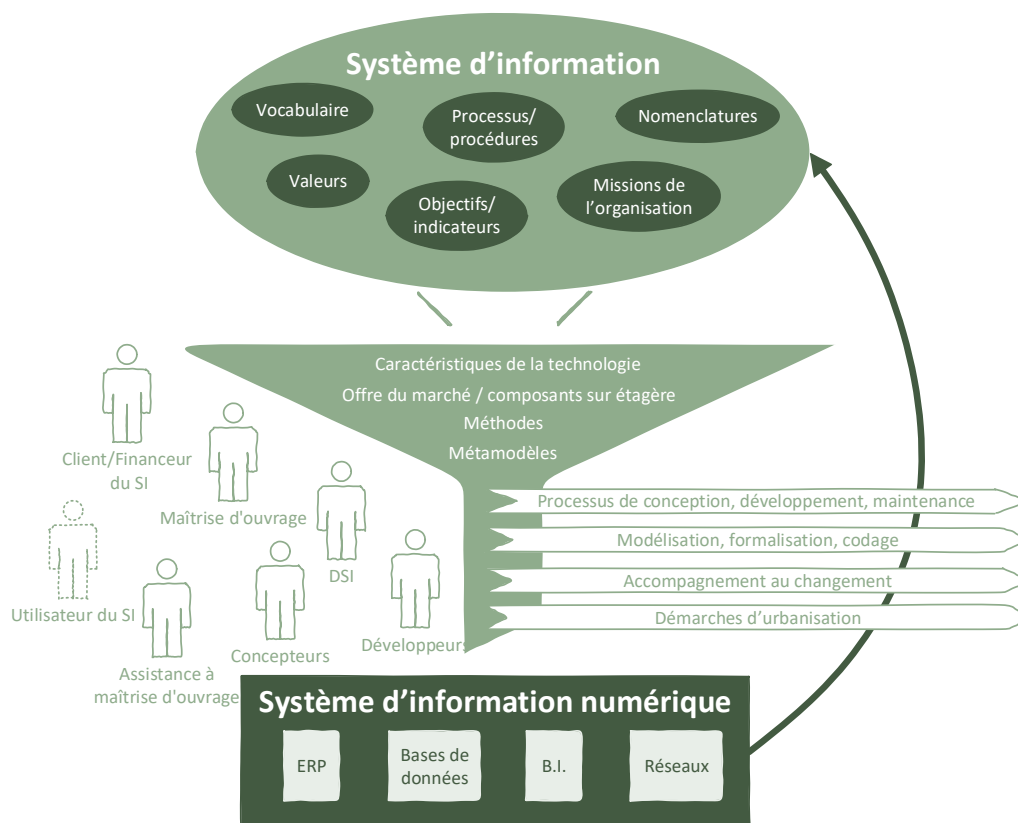 Système d’information
Vocabulaire
Processus/
procédures
Nomenclatures
Valeurs
Objectifs/
indicateurs
Missions de
l’organisation
Caractéristiques de la technologie
Offre du marché / composants sur étagère
Méthodes
Métamodèles
Client/Financeur
du SI
Maîtrise d'ouvrage
DSI
Utilisateur du SI
Assistance à
maîtrise d'ouvrage
Concepteurs
Développeurs
Processus de conception, développement, maintenance
Modélisation, formalisation, codage
Accompagnement au changement
Démarches d’urbanisation
Système d’information numérique
ERP
Bases de
données
B.I.
Réseaux